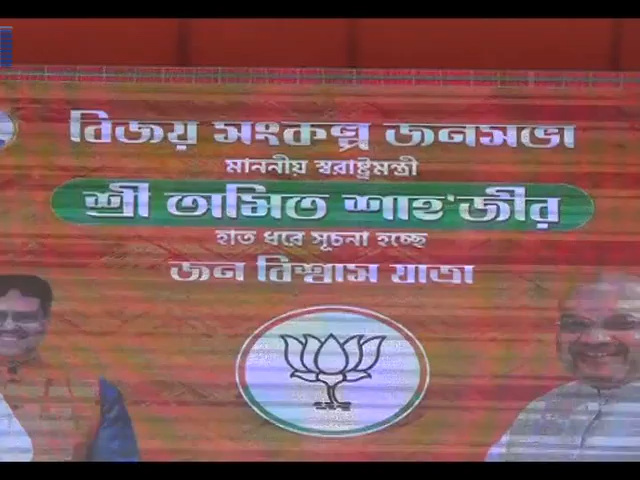 বিজয় সংকল্প জনসভা
মাননীয় স্বরাষ্ট্রমন্ত্রী
শ্রী অমিত শাহ'জীর
হাত ধরে সূচনা হচ্ছে
জন বিশ্বাস যাত্রা